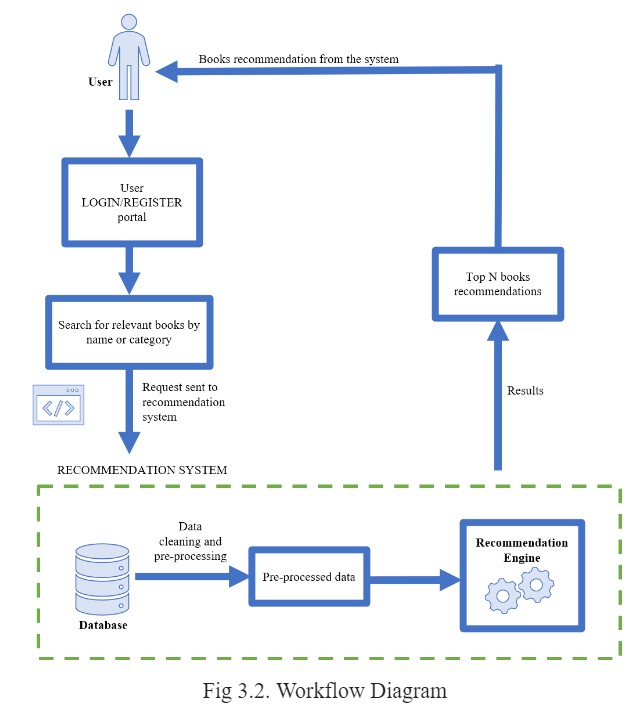 Books recommendation from the system
User
User
LOGIN/REGISTER
portal
Search for relevant books by
name or category
Top N books
recommendations
</>
Request sent to
recommendation
system
Results
RECOMMENDATION SYSTEM
Data
cleaning and
pre-processing
Database
Pre-processed data
Recommendation
Engine
Fig 3.2. Workflow Diagram